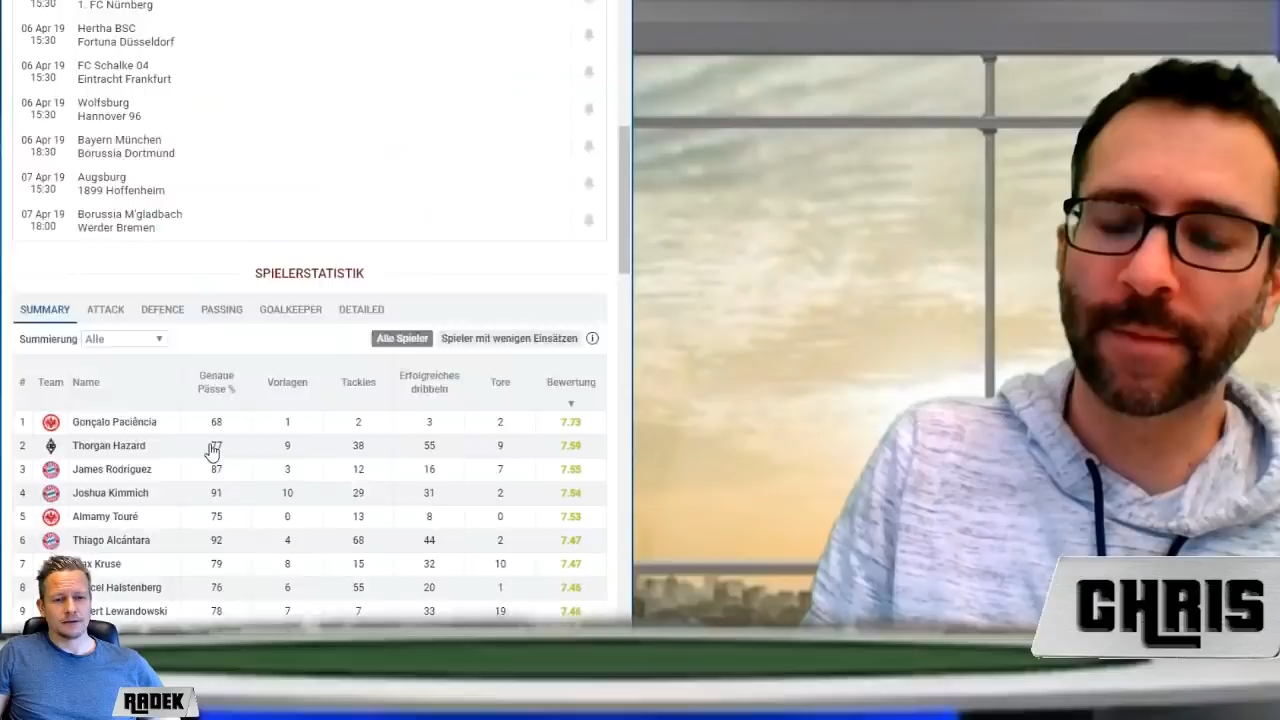 15:30 1. FC Nürnberg
06 Apr 19 Hertha BSC
15:30 Fortuna Düsseldorf
06 Apr 19 FC Schalke 04
15:30 Eintracht Frankfurt
06 Apr 19 Wolfsburg
15:30 Hannover 96
06 Apr 19 Bayern München
18:30 Borussia Dortmund
07 Apr 19 Augsburg
15:30 1899 Hoffenheim
07 Apr 19 Borussia M'gladbach
18:00 Werder Bremen
SPIELERSTATISTIK
SUMMARY ATTACK DEFENCE PASSING GOALKEEPER DETAILED
Summierung Alle ▼ Alle Spieler Spieler mit wenigen Einsätzen
# Team Name Genaue Pässe % Vorlagen Tackles Erfolgreiches dribbeln Tore Bewertung
▼
1 Gonçalo Paciência 68 1 2 3 2 7.73
2 Thorgan Hazard 77 9 38 55 9 7.59
3 James Rodríguez 87 3 12 16 7 7.55
4 Joshua Kimmich 91 10 29 31 2 7.54
5 Almamy Touré 75 0 13 8 0 7.53
6 Thiago Alcántara 92 4 68 44 2 7.47
7 Kruse 79 8 15 32 10 7.47
8 Halstenberg 76 6 55 20 1 7.46
9 Lewandowski 78 7 7 33 19 7.46
RADEK
CHRIS